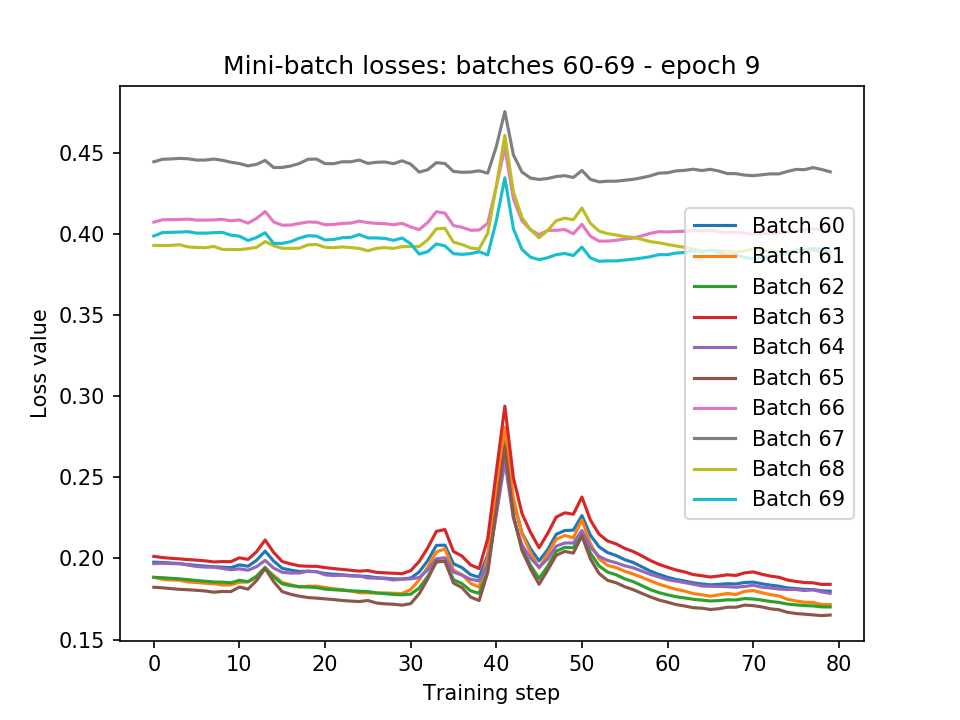 Mini-batch losses: batches 60-69 - epoch 9
Loss value
0.45
0.40
0.35
0.30
0.25
0.20
0.15
0 10 20 30 40 50 60 70 80
Training step
Batch 60
Batch 61
Batch 62
Batch 63
Batch 64
Batch 65
Batch 66
Batch 67
Batch 68
Batch 69